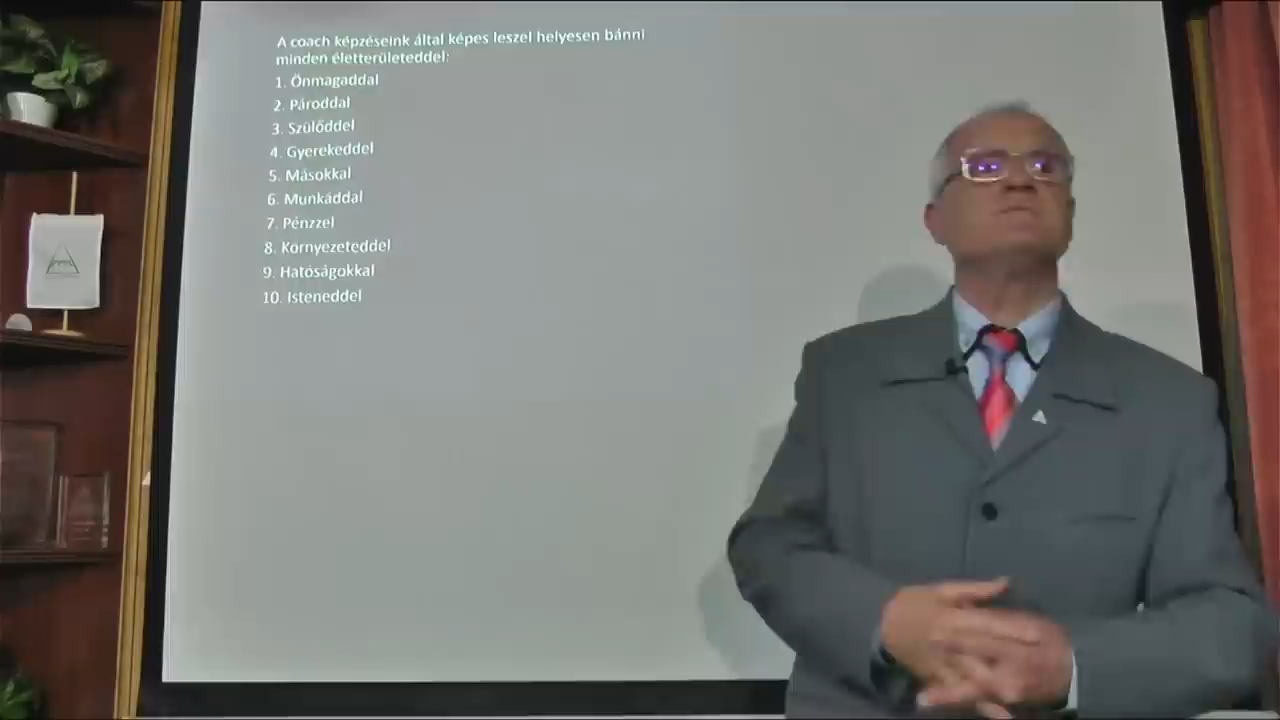 A coach képzéseink által képes leszel helyesen bánni
minden életterületeddel:
1. Önmagaddal
2. Pároddal
3. Szülőddel
4. Gyerekeddel
5. Másokkal
6. Munkáddal
7. Pénzzel
8. Környezeteddel
9. Hatóságokkal
10. Isteneddel